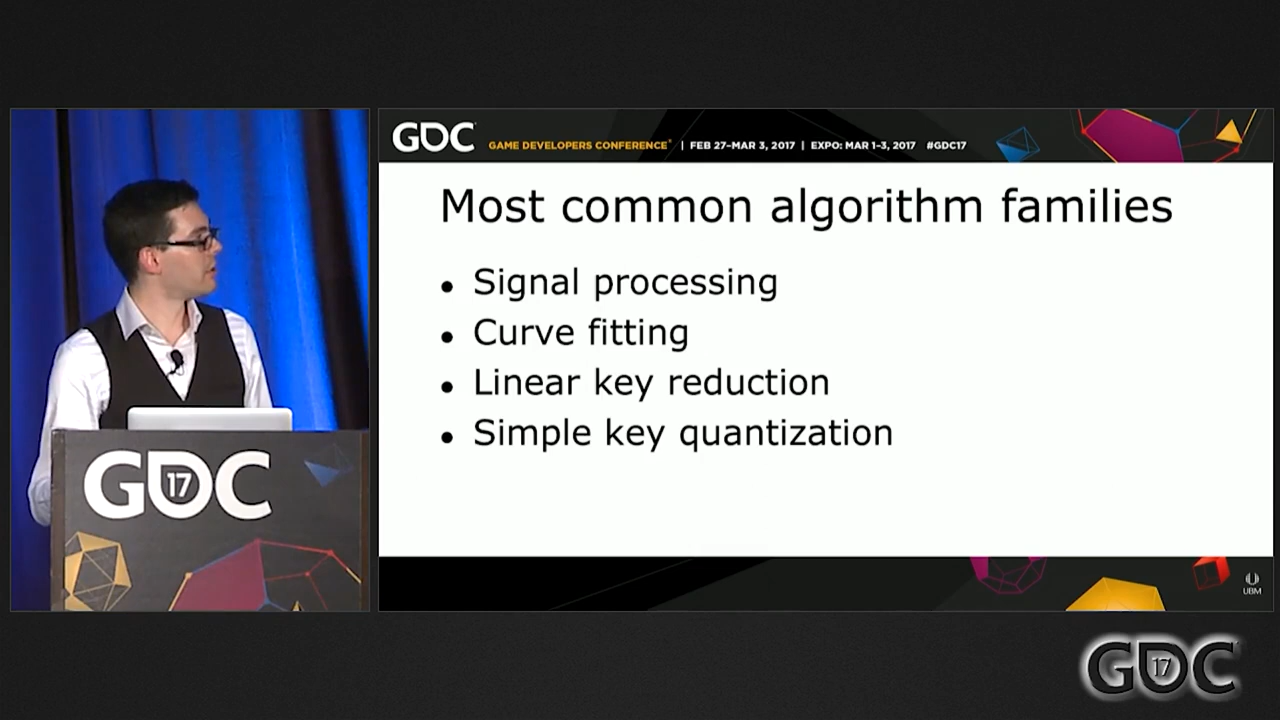 GDC
GAME DEVELOPERS CONFERENCE® | FEB 27–MAR 3, 2017 | EXPO: MAR 1–3, 2017 #GDC17
Most common algorithm families
• Signal processing
• Curve fitting
• Linear key reduction
• Simple key quantization
GDC
17
UBM
GDC
17